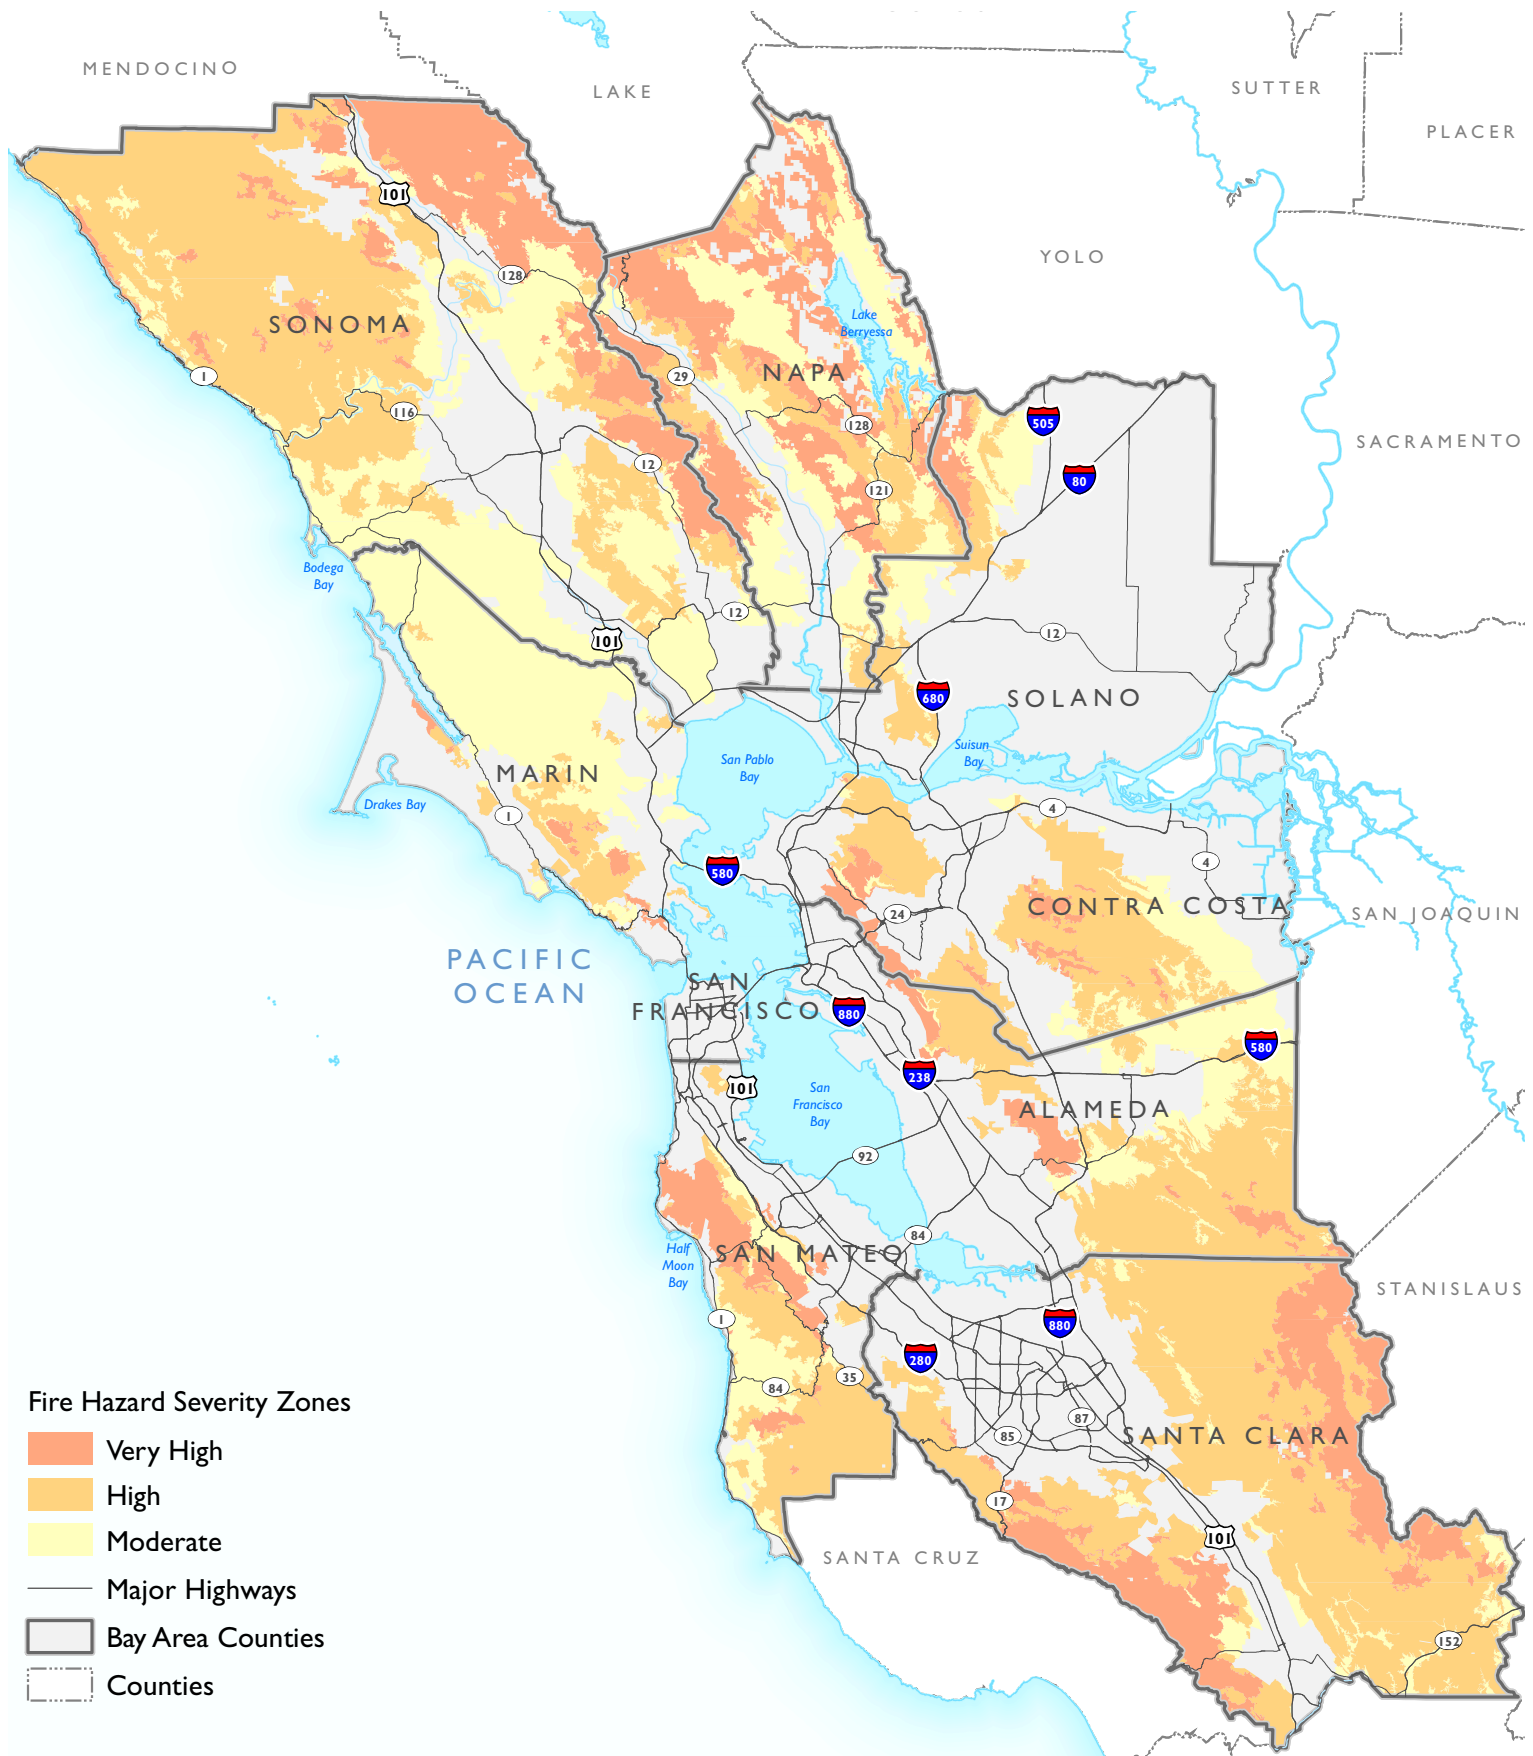 MENDOCINO
LAKE
SUTTER
PLACER
101
YOLO
128
SONOMA
Lake
Berryessa
1
29
NAPA
116
128
505
SACRAMENTO
12
80
121
Bodega
Bay
12
101
12
680
SOLANO
San Pablo
Bay
Suisun
Bay
MARIN
Drakes Bay
1
4
580
4
24
CONTRA COSTA
SAN JOAQUIN
PACIFIC
OCEAN
SAN
FRANCISCO
880
580
238
101
San
Francisco
Bay
ALAMEDA
92
84
Half
Moon
Bay
SAN MATEO
STANISLAUS
1
880
280
84
35
87
85
SANTA CLARA
17
101
SANTA CRUZ
152
Fire Hazard Severity Zones
Very High
High
Moderate
Major Highways
Bay Area Counties
Counties